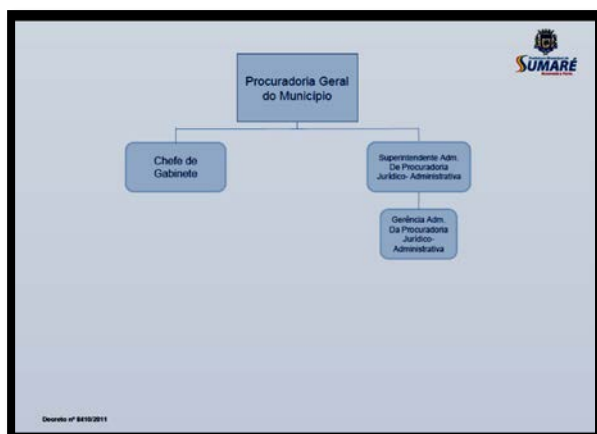 SUMARÉ
Procuradoria Geral
do Município
Chefe de
Gabinete
Superintendente Adm.
De Procuradoria
Jurídico- Administrativa
Gerência Adm.
Da Procuradoria
Jurídico-
Administrativa
Decreto nº 8410/2011